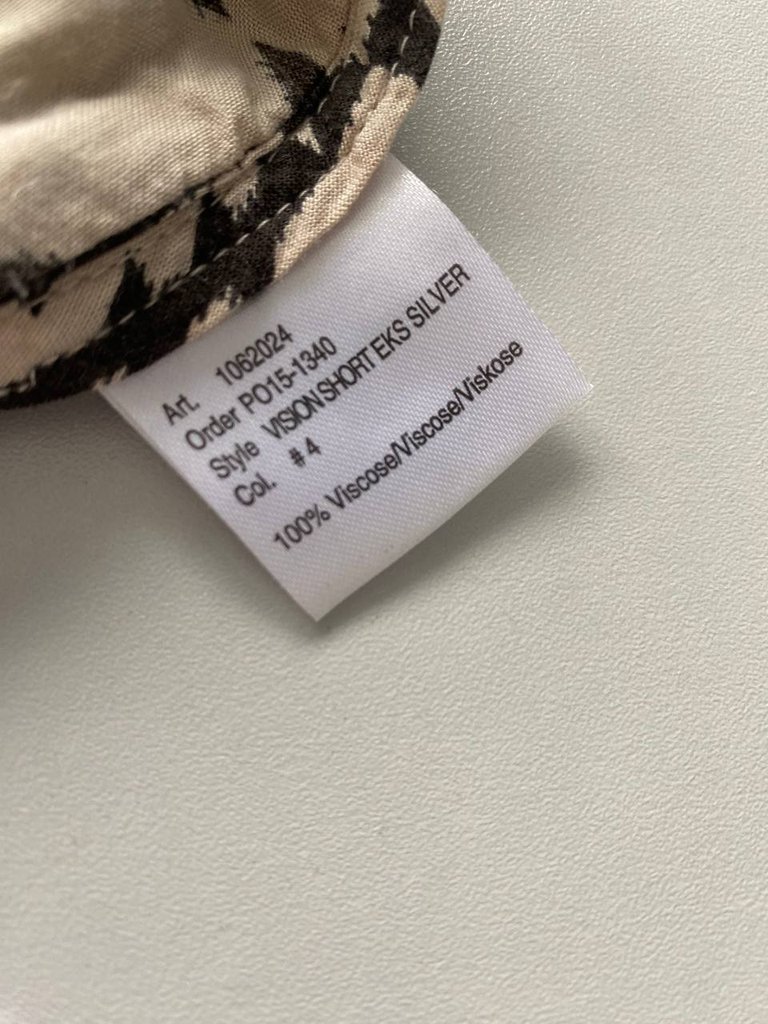 Art. 1062024
Order PO15-1340
Style VISION SHORT EKS SILVER
Col. #4
100% Viscose/Viscose/Viskose